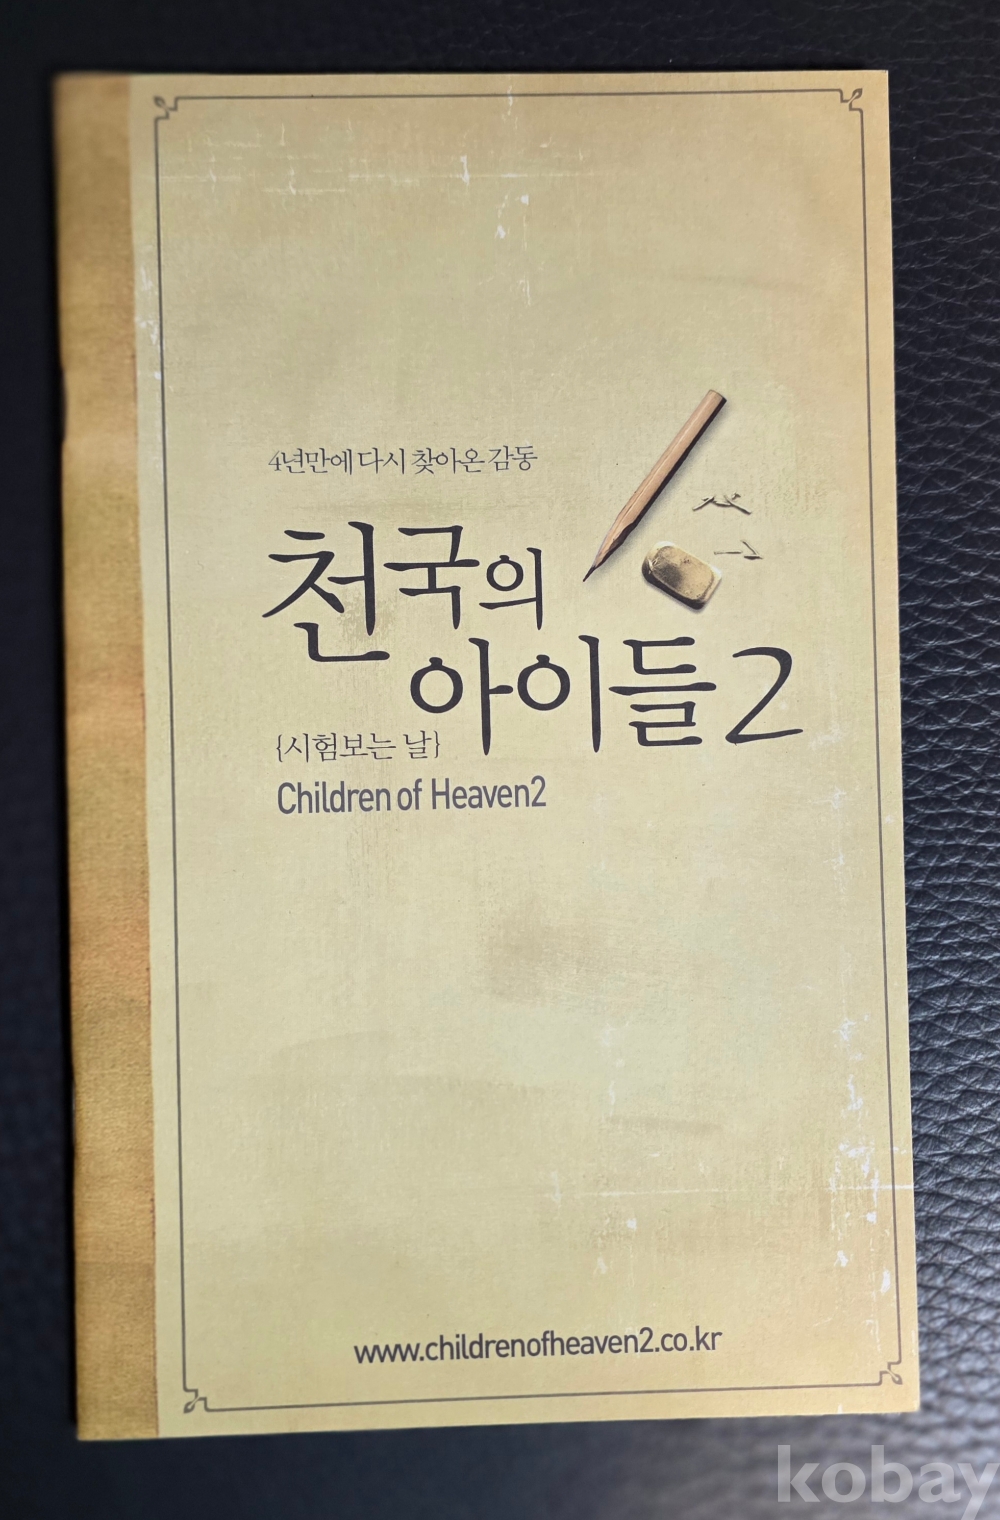 4년만에 다시 찾아온 감동
천국의
아이들2
{시험보는 날}
Children of Heaven2
www.childrenofheaven2.co.kr
kobay